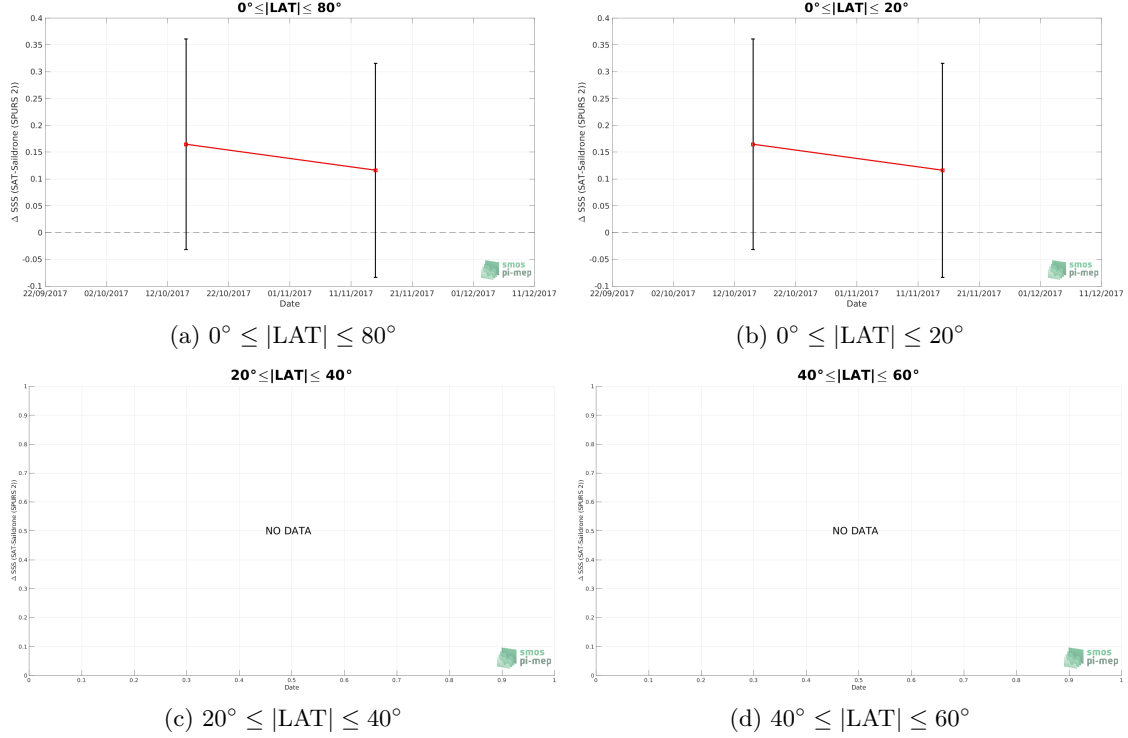 0°≤|LAT|≤ 80°
Δ SSS (SAT-Saildrone (SPURS 2))
0.4
0.35
0.3
0.25
0.2
0.15
0.1
0.05
0
-0.05
-0.1
22/09/2017 02/10/2017 12/10/2017 22/10/2017 01/11/2017 11/11/2017 21/11/2017 01/12/2017 11/12/2017
Date
smos
pi-mep
(a) 0° ≤ |LAT| ≤ 80°
0°≤|LAT|≤ 20°
Δ SSS (SAT-Saildrone (SPURS 2))
0.4
0.35
0.3
0.25
0.2
0.15
0.1
0.05
0
-0.05
-0.1
22/09/2017 02/10/2017 12/10/2017 22/10/2017 01/11/2017 11/11/2017 21/11/2017 01/12/2017 11/12/2017
Date
smos
pi-mep
(b) 0° ≤ |LAT| ≤ 20°
20°≤|LAT|≤ 40°
Δ SSS (SAT-Saildrone (SPURS 2))
1
0.9
0.8
0.7
0.6
0.5
0.4
0.3
0.2
0.1
0
NO DATA
0 0.1 0.2 0.3 0.4 0.5 0.6 0.7 0.8 0.9 1
Date
smos
pi-mep
(c) 20° ≤ |LAT| ≤ 40°
40°≤|LAT|≤ 60°
Δ SSS (SAT-Saildrone (SPURS 2))
1
0.9
0.8
0.7
0.6
0.5
0.4
0.3
0.2
0.1
0
NO DATA
0 0.1 0.2 0.3 0.4 0.5 0.6 0.7 0.8 0.9 1
Date
smos
pi-mep
(d) 40° ≤ |LAT| ≤ 60°